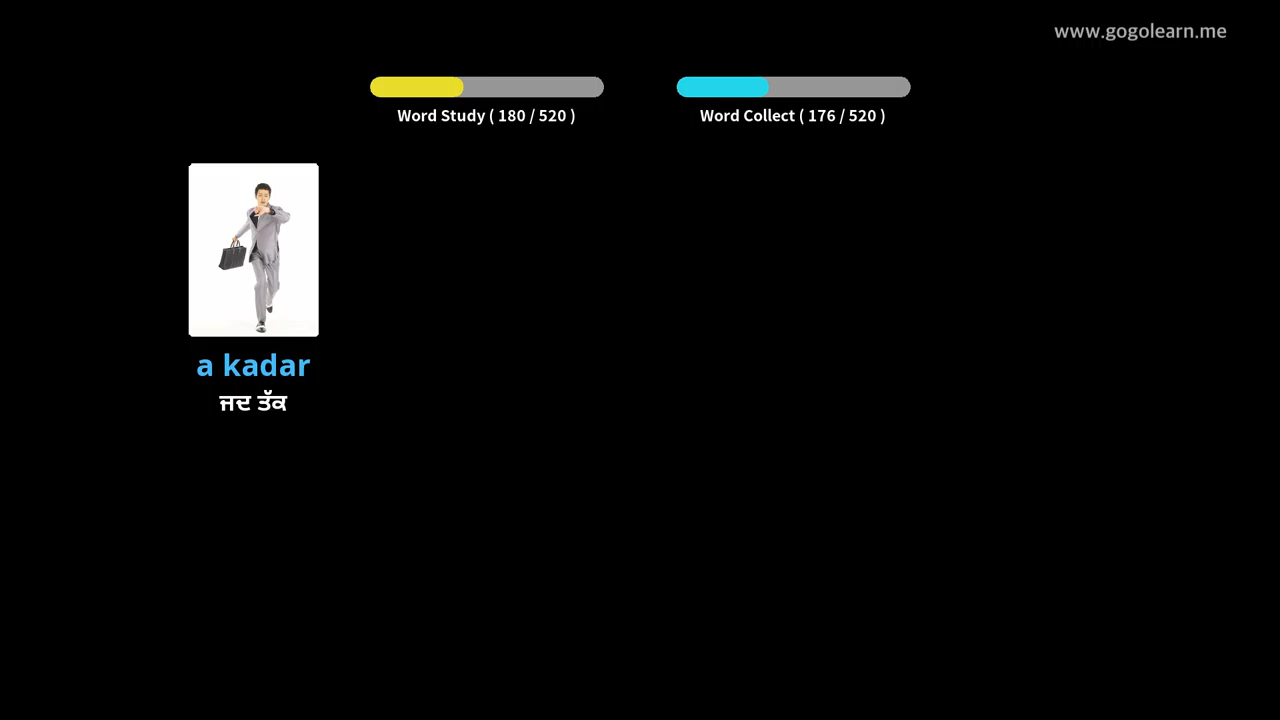 www.gogolearn.me
Word Study ( 180 / 520 )
Word Collect ( 176 / 520 )
a kadar
ਜਦ ਤੱਕ